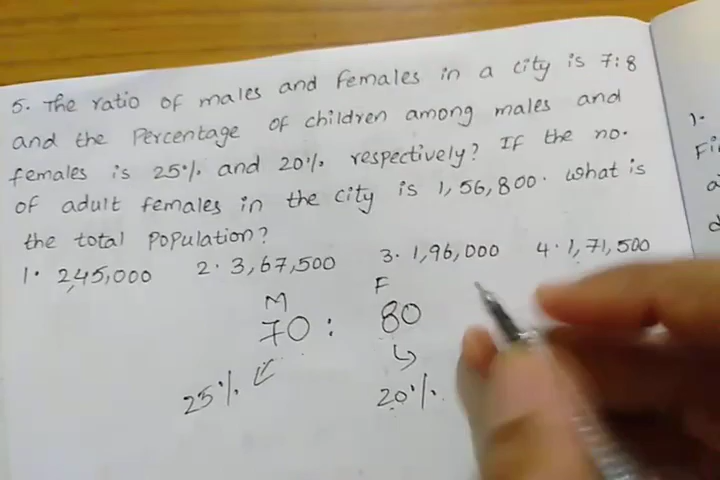 5. The ratio of males and females in a city is 7:8
and the Percentage of children among males and
females is 25% and 20% respectively? If the no.
of adult females in the city is 1,56,800. what is
the total population?
1. 245,000 2. 3,67,500 3. 1,96,000 4. 1,71,500
M F
70 : 80
25% 20%
1.
Fi
a
d